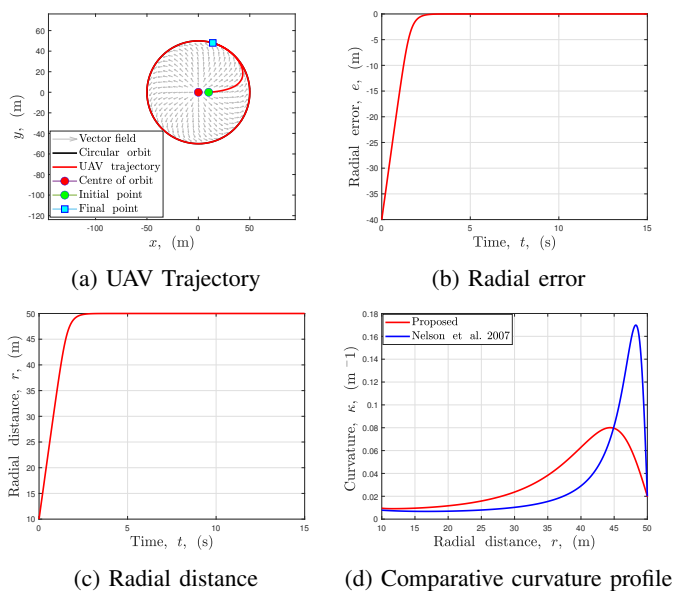 60
40
20
0
-20
-40
-60
-80
-100
-120
y, (m)
Vector field
Circular orbit
UAV trajectory
Centre of orbit
Initial point
Final point
-100
-50
0
50
x, (m)
(a) UAV Trajectory
0
-5
-10
-15
-20
-25
-30
-35
-40
Radial error, e, (m)
0
5
10
15
Time, t, (s)
(b) Radial error
50
45
40
35
30
25
20
15
10
Radial distance, r, (m)
0
5
10
15
Time, t, (s)
(c) Radial distance
0.18
0.16
0.14
0.12
0.1
0.08
0.06
0.04
0.02
0
Curvature, κ, (m⁻¹)
Proposed
Nelson et al. 2007
10
15
20
25
30
35
40
45
50
Radial distance, r, (m)
(d) Comparative curvature profile